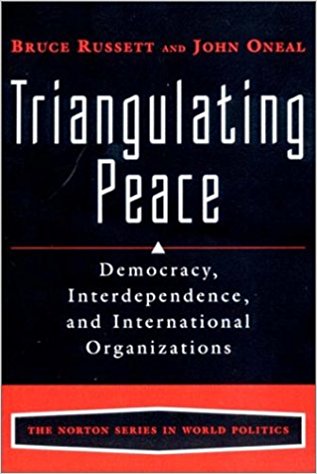 BRUCE RUSSETT AND JOHN ONEAL
Triangulating
Peace
Democracy,
Interdependence,
and International
Organizations
THE NORTON SERIES IN WORLD POLITICS